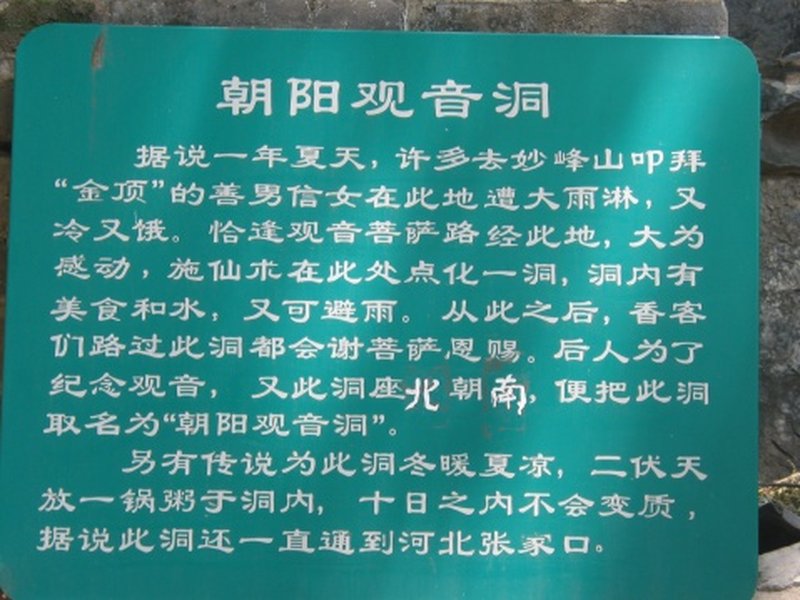 朝阳观音洞
据说一年夏天，许多去妙峰山叩拜
“金顶”的善男信女在此地遭大雨淋，又
冷又饿。恰逢观音菩萨路经此地，大为
感动，施仙术在此处点化一洞，洞内有
美食和水；又可避雨。从此之后，香客
们路过此洞都会谢菩萨恩赐。后人为了
纪念观音，又此洞座北朝南，便把此洞
取名为“朝阳观音洞”。
另有传说为此洞冬暖夏凉，二伏天
放一锅粥于洞内，十日之内不会变质，
据说此洞还一直通到河北张家口。